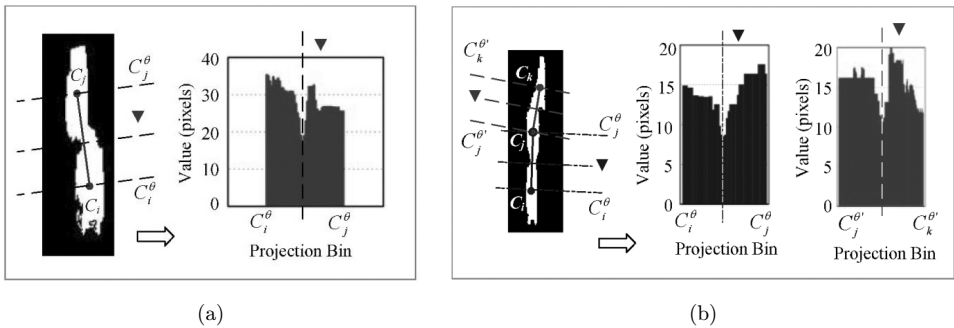 C_j^θ
C_j
C_i
C_i^θ
Value (pixels)
40
30
20
10
0
C_i^θ C_j^θ
Projection Bin
(a)
C_k^θ'
C_k
C_j^θ'
C_j
C_j^θ
C_i
C_i^θ
Value (pixels)
20
15
10
5
0
C_i^θ C_j^θ
Projection Bin
Value (pixels)
20
15
10
5
0
C_j^θ' C_k^θ'
Projection Bin
(b)